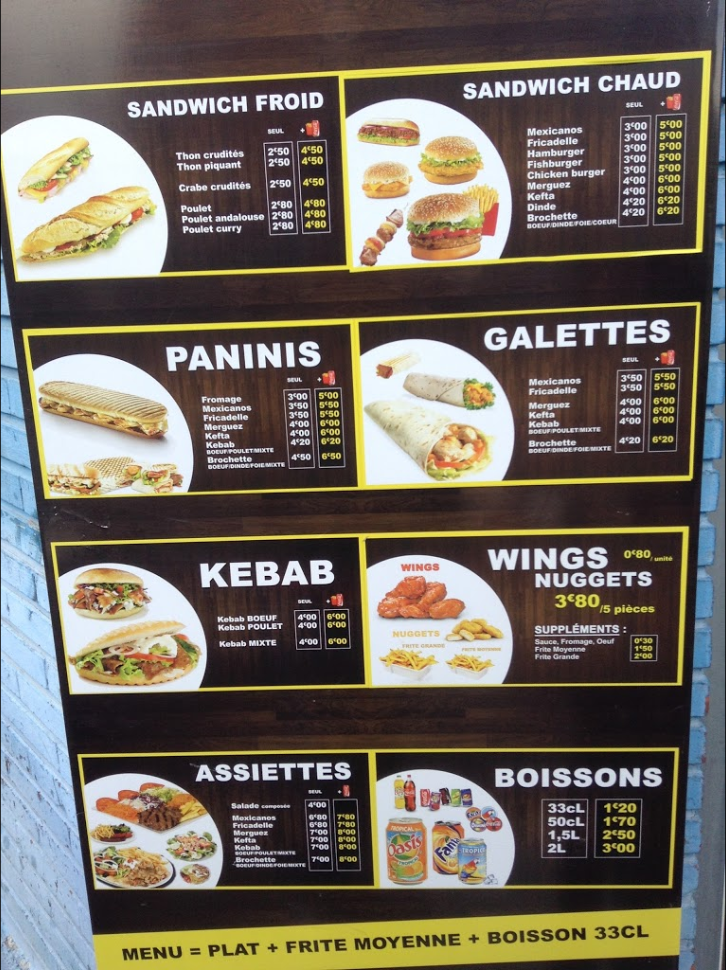 SANDWICH FROID
SEUL +
Thon crudités 2€50 4€50
Thon piquant 2€50 4€50
Crabe crudités 2€50 4€50
Poulet 2€80 4€80
Poulet andalouse 2€80 4€80
Poulet curry 2€80 4€80
SANDWICH CHAUD
SEUL +
Mexicanos 3€00 5€00
Fricadelle 3€00 5€00
Hamburger 3€00 5€00
Fishburger 3€00 5€00
Chicken burger 3€00 5€00
Merguez 4€00 6€00
Kefta 4€00 6€00
Dinde 4€20 6€20
Brochette 4€20 6€20
BOEUF/DINDE/FOIE/COEUR
PANINIS
SEUL +
Fromage 3€00 5€00
Mexicanos 3€50 5€50
Fricadelle 3€50 5€50
Merguez 4€00 6€00
Kefta 4€00 6€00
Kebab 4€20 6€20
BOEUF/POULET/MIXTE
Brochette 4€50 6€50
BOEUF/DINDE/FOIE/MIXTE
GALETTES
SEUL +
Mexicanos 3€50 5€50
Fricadelle 3€50 5€50
Merguez 4€00 6€00
Kefta 4€00 6€00
Kebab 4€00 6€00
BOEUF/POULET/MIXTE
Brochette 4€20 6€20
BOEUF/DINDE/FOIE/MIXTE
KEBAB
SEUL +
Kebab BOEUF 4€00 6€00
Kebab POULET 4€00 6€00
Kebab MIXTE 4€00 6€00
WINGS
NUGGETS
FRITE GRANDE
FRITE MOYENNE
WINGS 0€80/unité
NUGGETS
3€80/5 pièces
SUPPLÉMENTS :
Sauce, Fromage, Oeuf 0€30
Frite Moyenne 1€50
Frite Grande 2€00
ASSIETTES
SEUL +
Salade composée 4€00
Mexicanos 6€80 7€80
Fricadelle 6€80 7€80
Merguez 7€00 8€00
Kefta 7€00 8€00
Kebab 7€00 8€00
BOEUF/POULET/MIXTE
Brochette 7€00 8€00
BOEUF/DINDE/FOIE/MIXTE
BOISSONS
33cL 1€20
50cL 1€70
1,5L 2€50
2L 3€00
TROPICAL
Oasis
Fanta
TROPICO
MENU = PLAT + FRITE MOYENNE + BOISSON 33CL